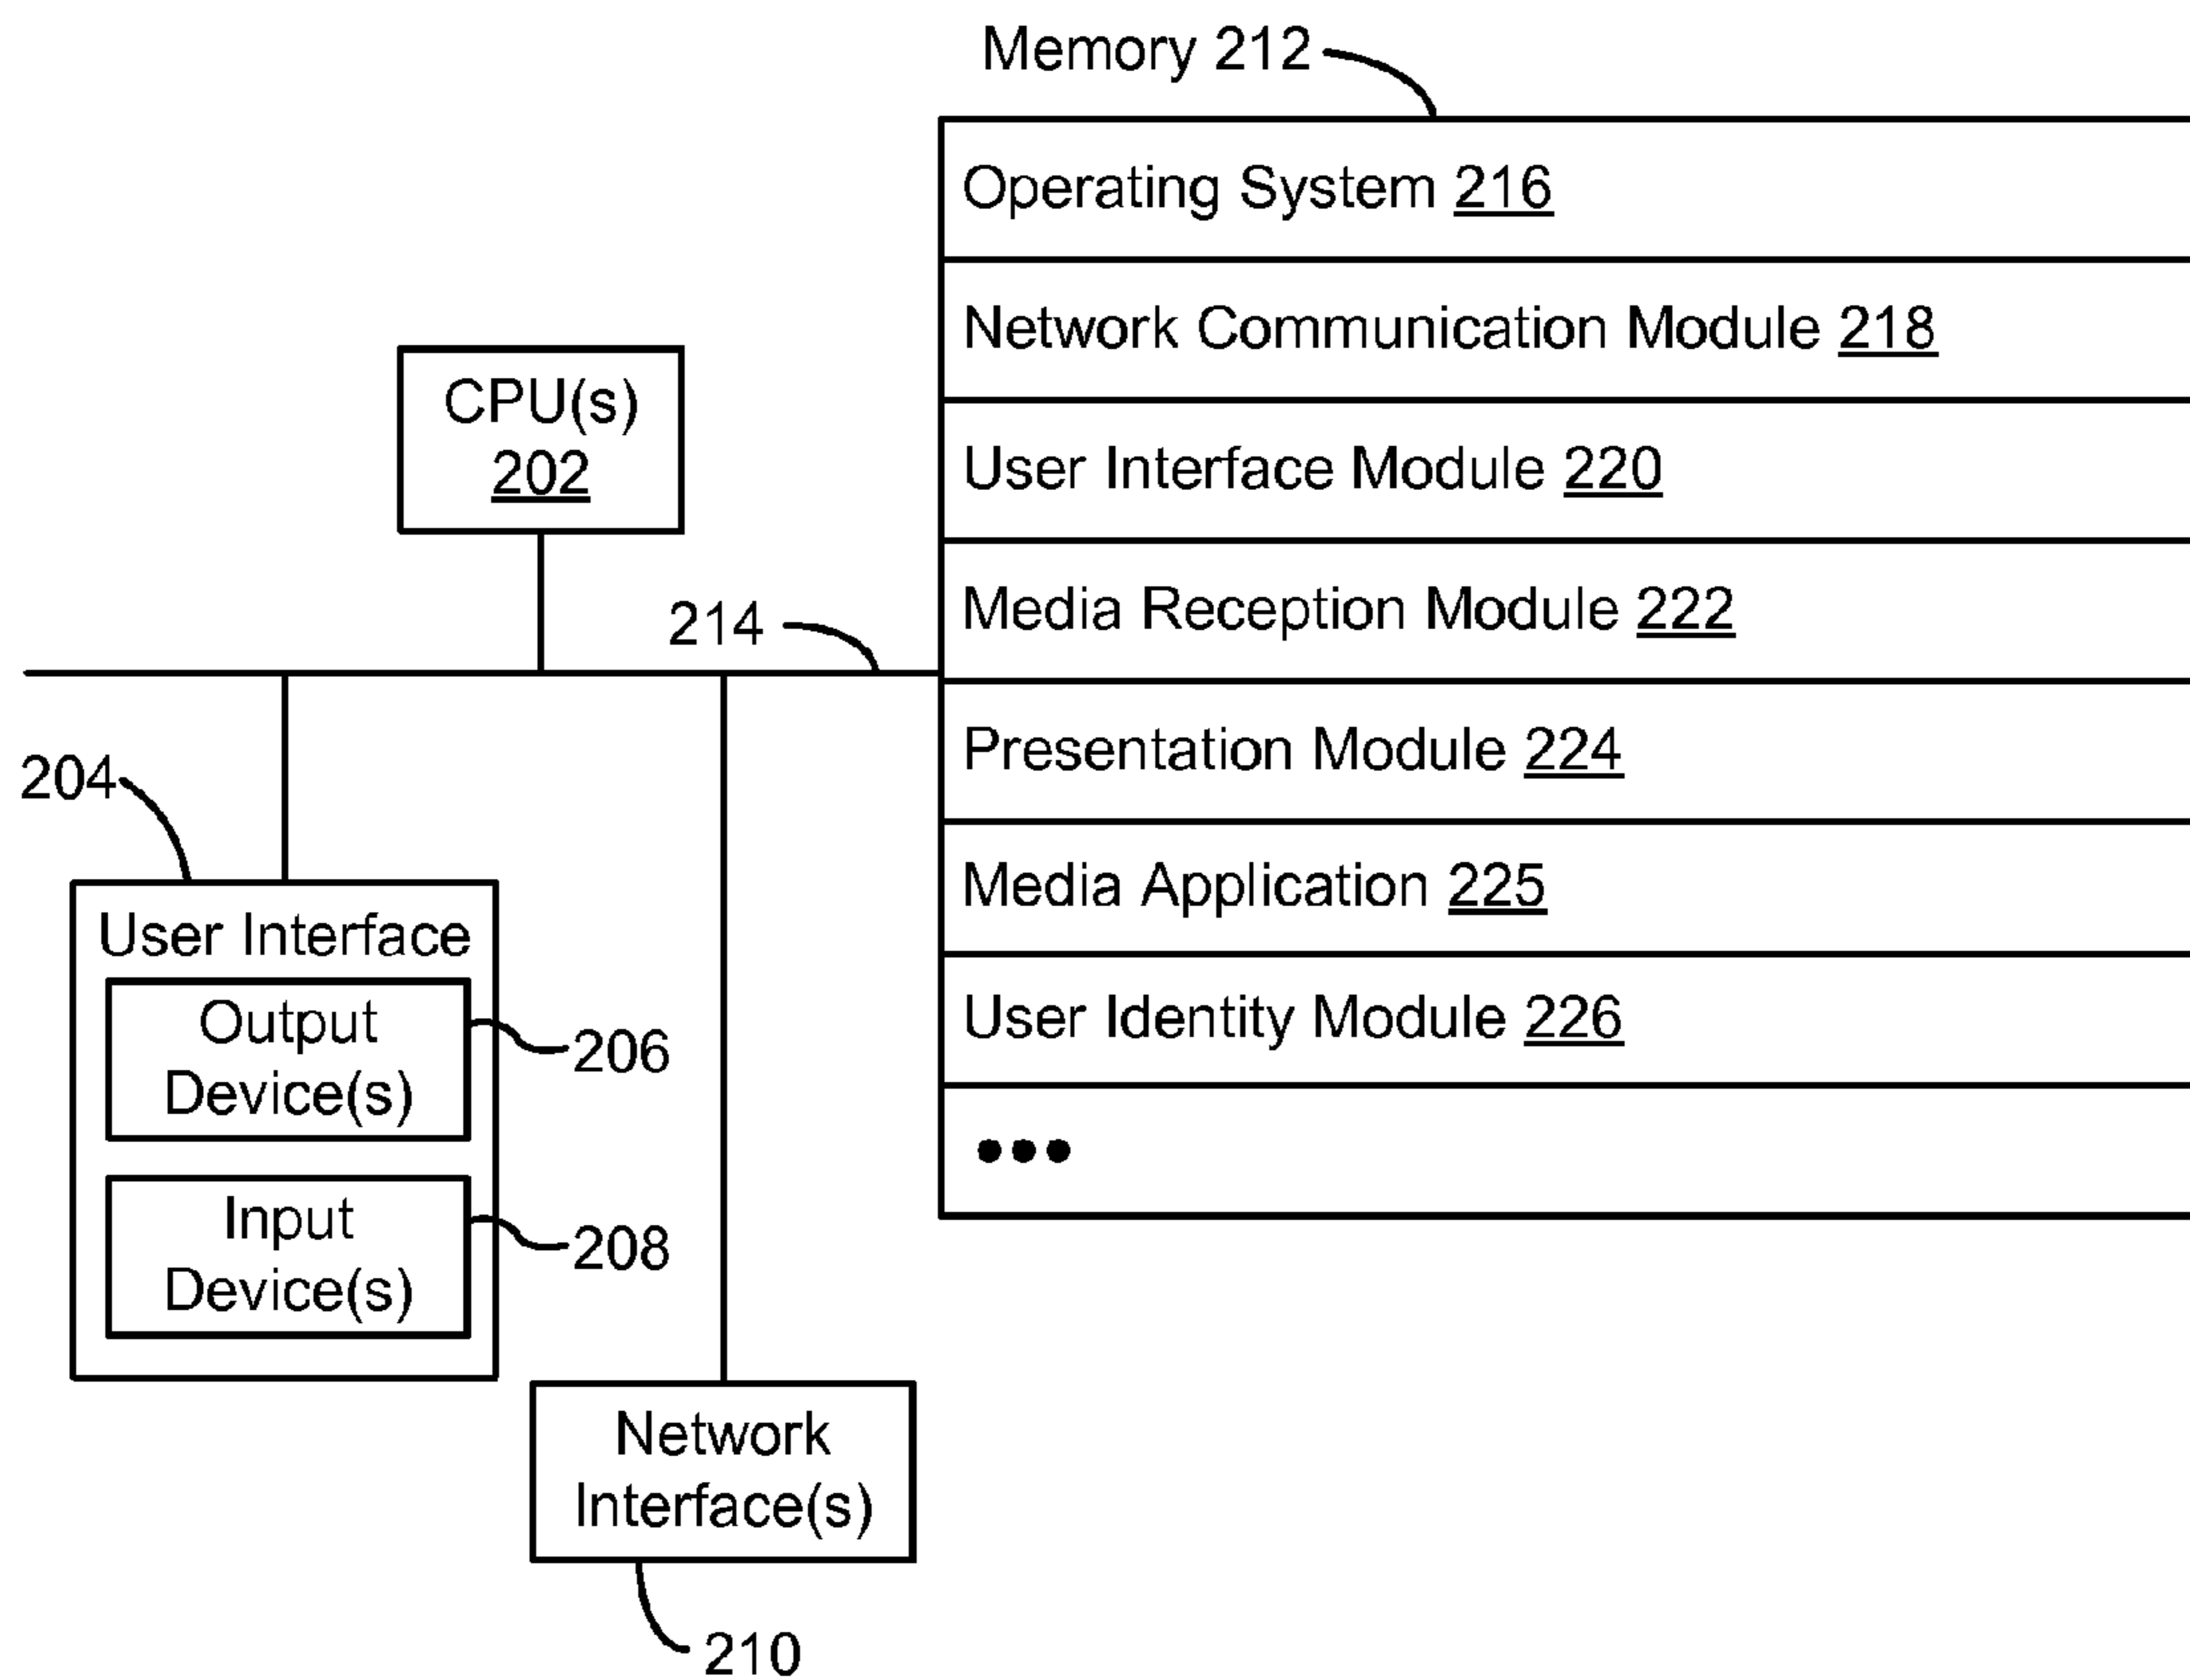 Memory 212
Operating System 216
Network Communication Module 218
User Interface Module 220
Media Reception Module 222
Presentation Module 224
Media Application 225
User Identity Module 226
•••
CPU(s)
202
214
204
User Interface
Output
Device(s)
206
Input
Device(s)
208
Network
Interface(s)
210